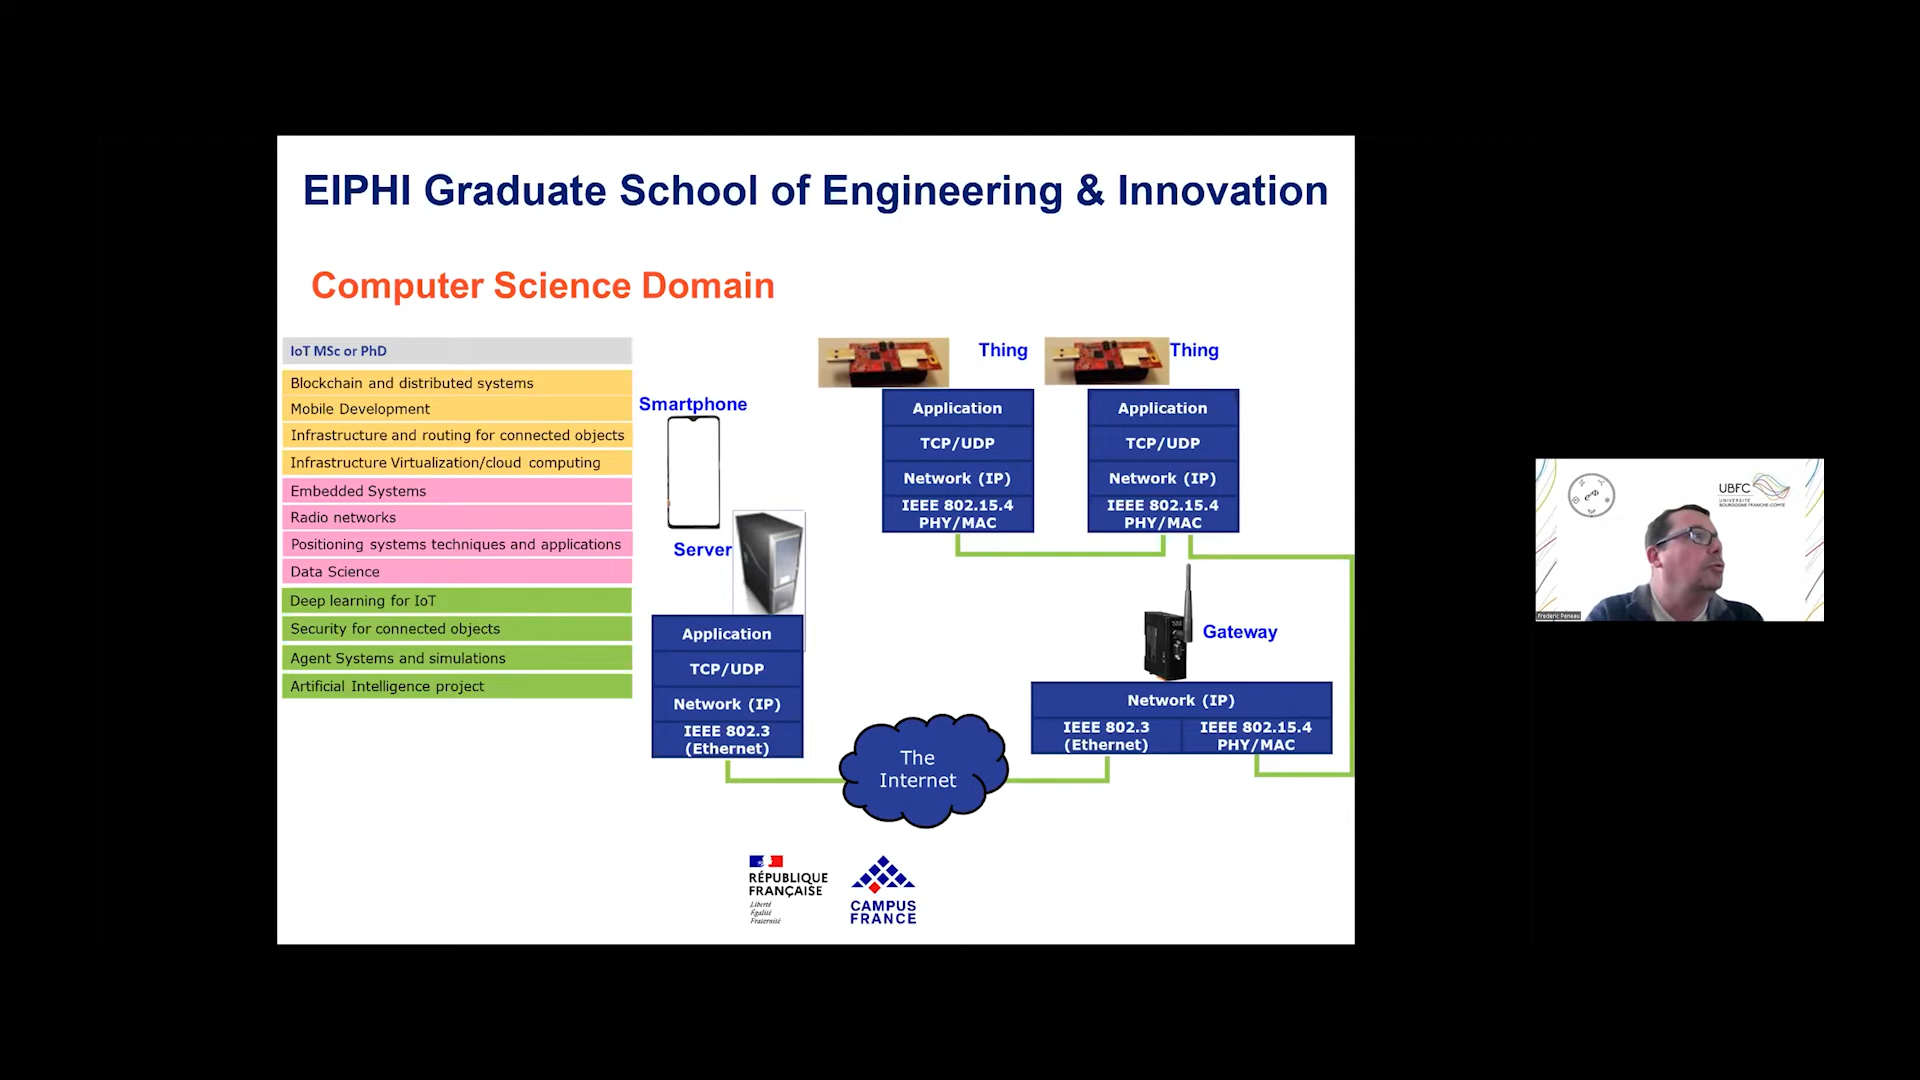 EIPHI Graduate School of Engineering & Innovation
Computer Science Domain
IoT MSc or PhD
Blockchain and distributed systems
Mobile Development
Infrastructure and routing for connected objects
Infrastructure Virtualization/cloud computing
Embedded Systems
Radio networks
Positioning systems techniques and applications
Data Science
Deep learning for IoT
Security for connected objects
Agent Systems and simulations
Artificial Intelligence project
Smartphone
Server
Application
TCP/UDP
Network (IP)
IEEE 802.3
(Ethernet)
Thing
Application
TCP/UDP
Network (IP)
IEEE 802.15.4
PHY/MAC
Thing
Application
TCP/UDP
Network (IP)
IEEE 802.15.4
PHY/MAC
Gateway
Network (IP)
IEEE 802.3
(Ethernet)
IEEE 802.15.4
PHY/MAC
The
Internet
RÉPUBLIQUE
FRANÇAISE
Liberté
Égalité
Fraternité
CAMPUS
FRANCE
UBFC
UNIVERSITÉ
BOURGOGNE FRANCHE-COMTÉ
Frederic Peneau